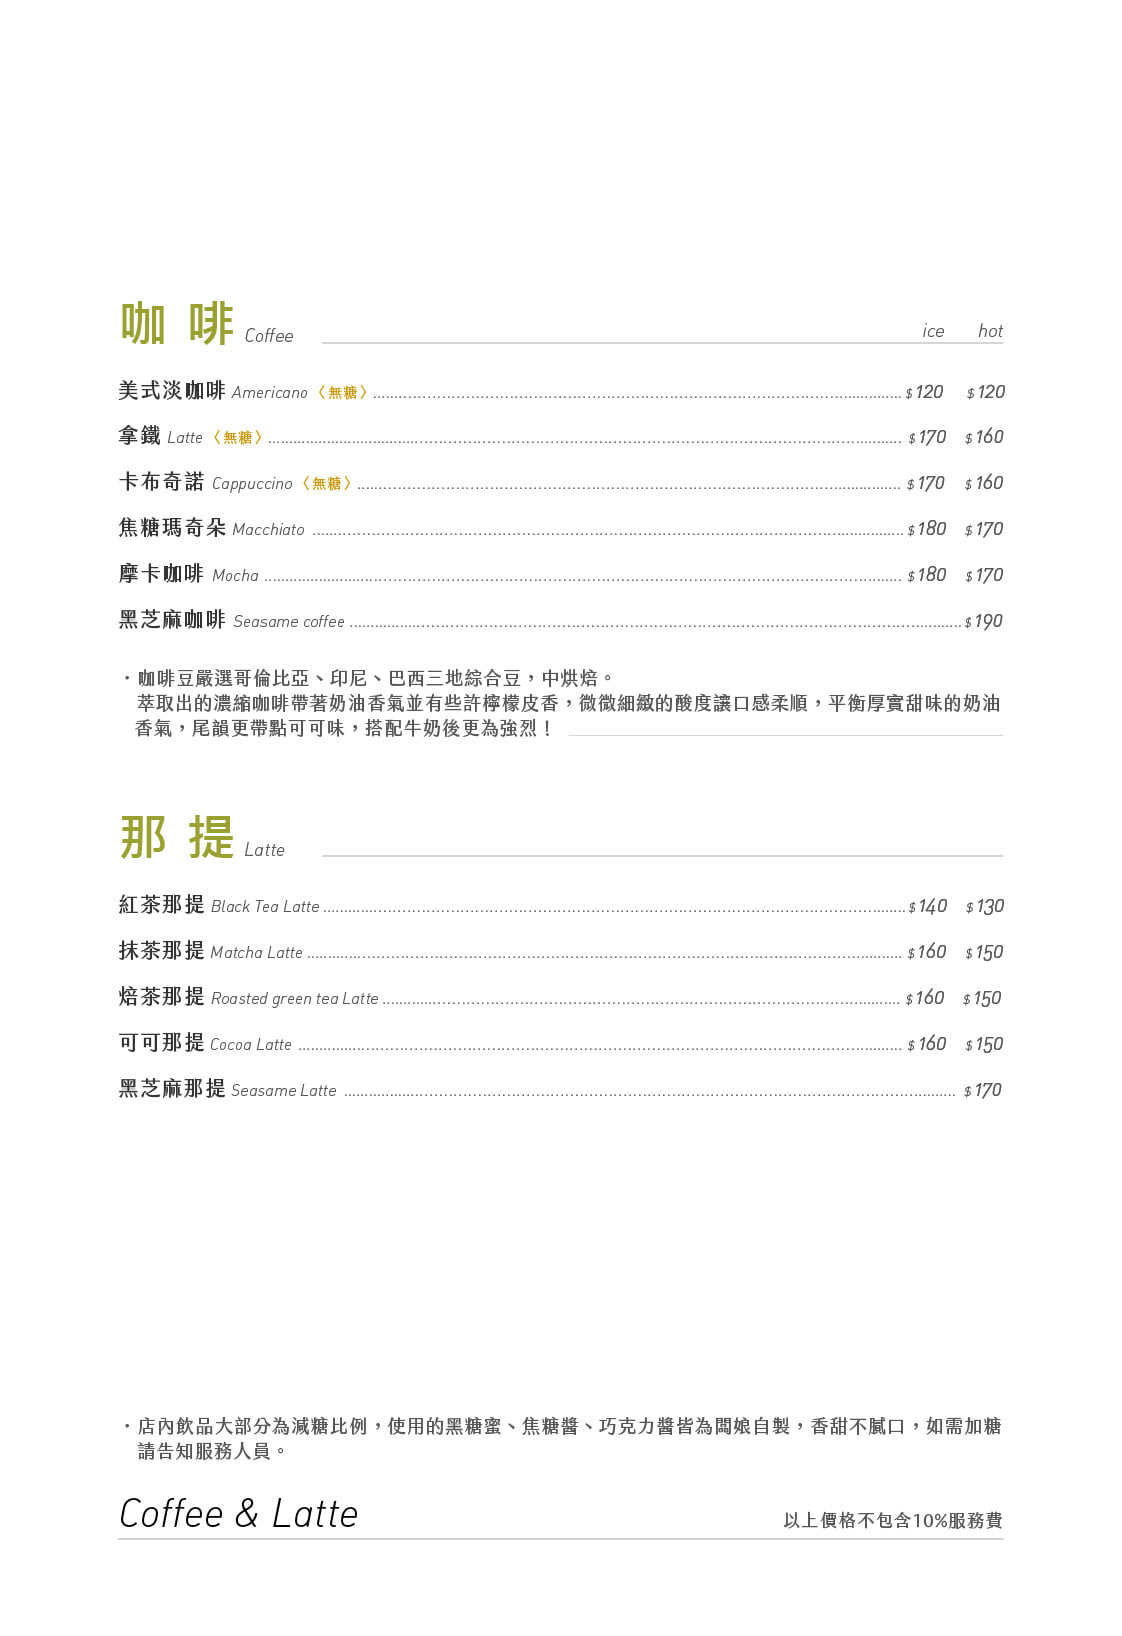 咖啡 Coffee ice hot
美式淡咖啡 Americano 〈無糖〉 $120 $120
拿鐵 Latte 〈無糖〉 $170 $160
卡布奇諾 Cappuccino 〈無糖〉 $170 $160
焦糖瑪奇朵 Macchiato $180 $170
摩卡咖啡 Mocha $180 $170
黑芝麻咖啡 Seasame coffee $190
・咖啡豆嚴選哥倫比亞、印尼、巴西三地綜合豆，中烘焙。
萃取出的濃縮咖啡帶著奶油香氣並有些許檸檬皮香，微微細緻的酸度讓口感柔順，平衡厚實甜味的奶油
香氣，尾韻更帶點可可味，搭配牛奶後更為強烈！
那提 Latte
紅茶那提 Black Tea Latte $140 $130
抹茶那提 Matcha Latte $160 $150
焙茶那提 Roasted green tea Latte $160 $150
可可那提 Cocoa Latte $160 $150
黑芝麻那提 Seasame Latte $170
・店內飲品大部分為減糖比例，使用的黑糖蜜、焦糖醬、巧克力醬皆為闆娘自製，香甜不膩口，如需加糖
請告知服務人員。
Coffee & Latte 以上價格不包含10%服務費